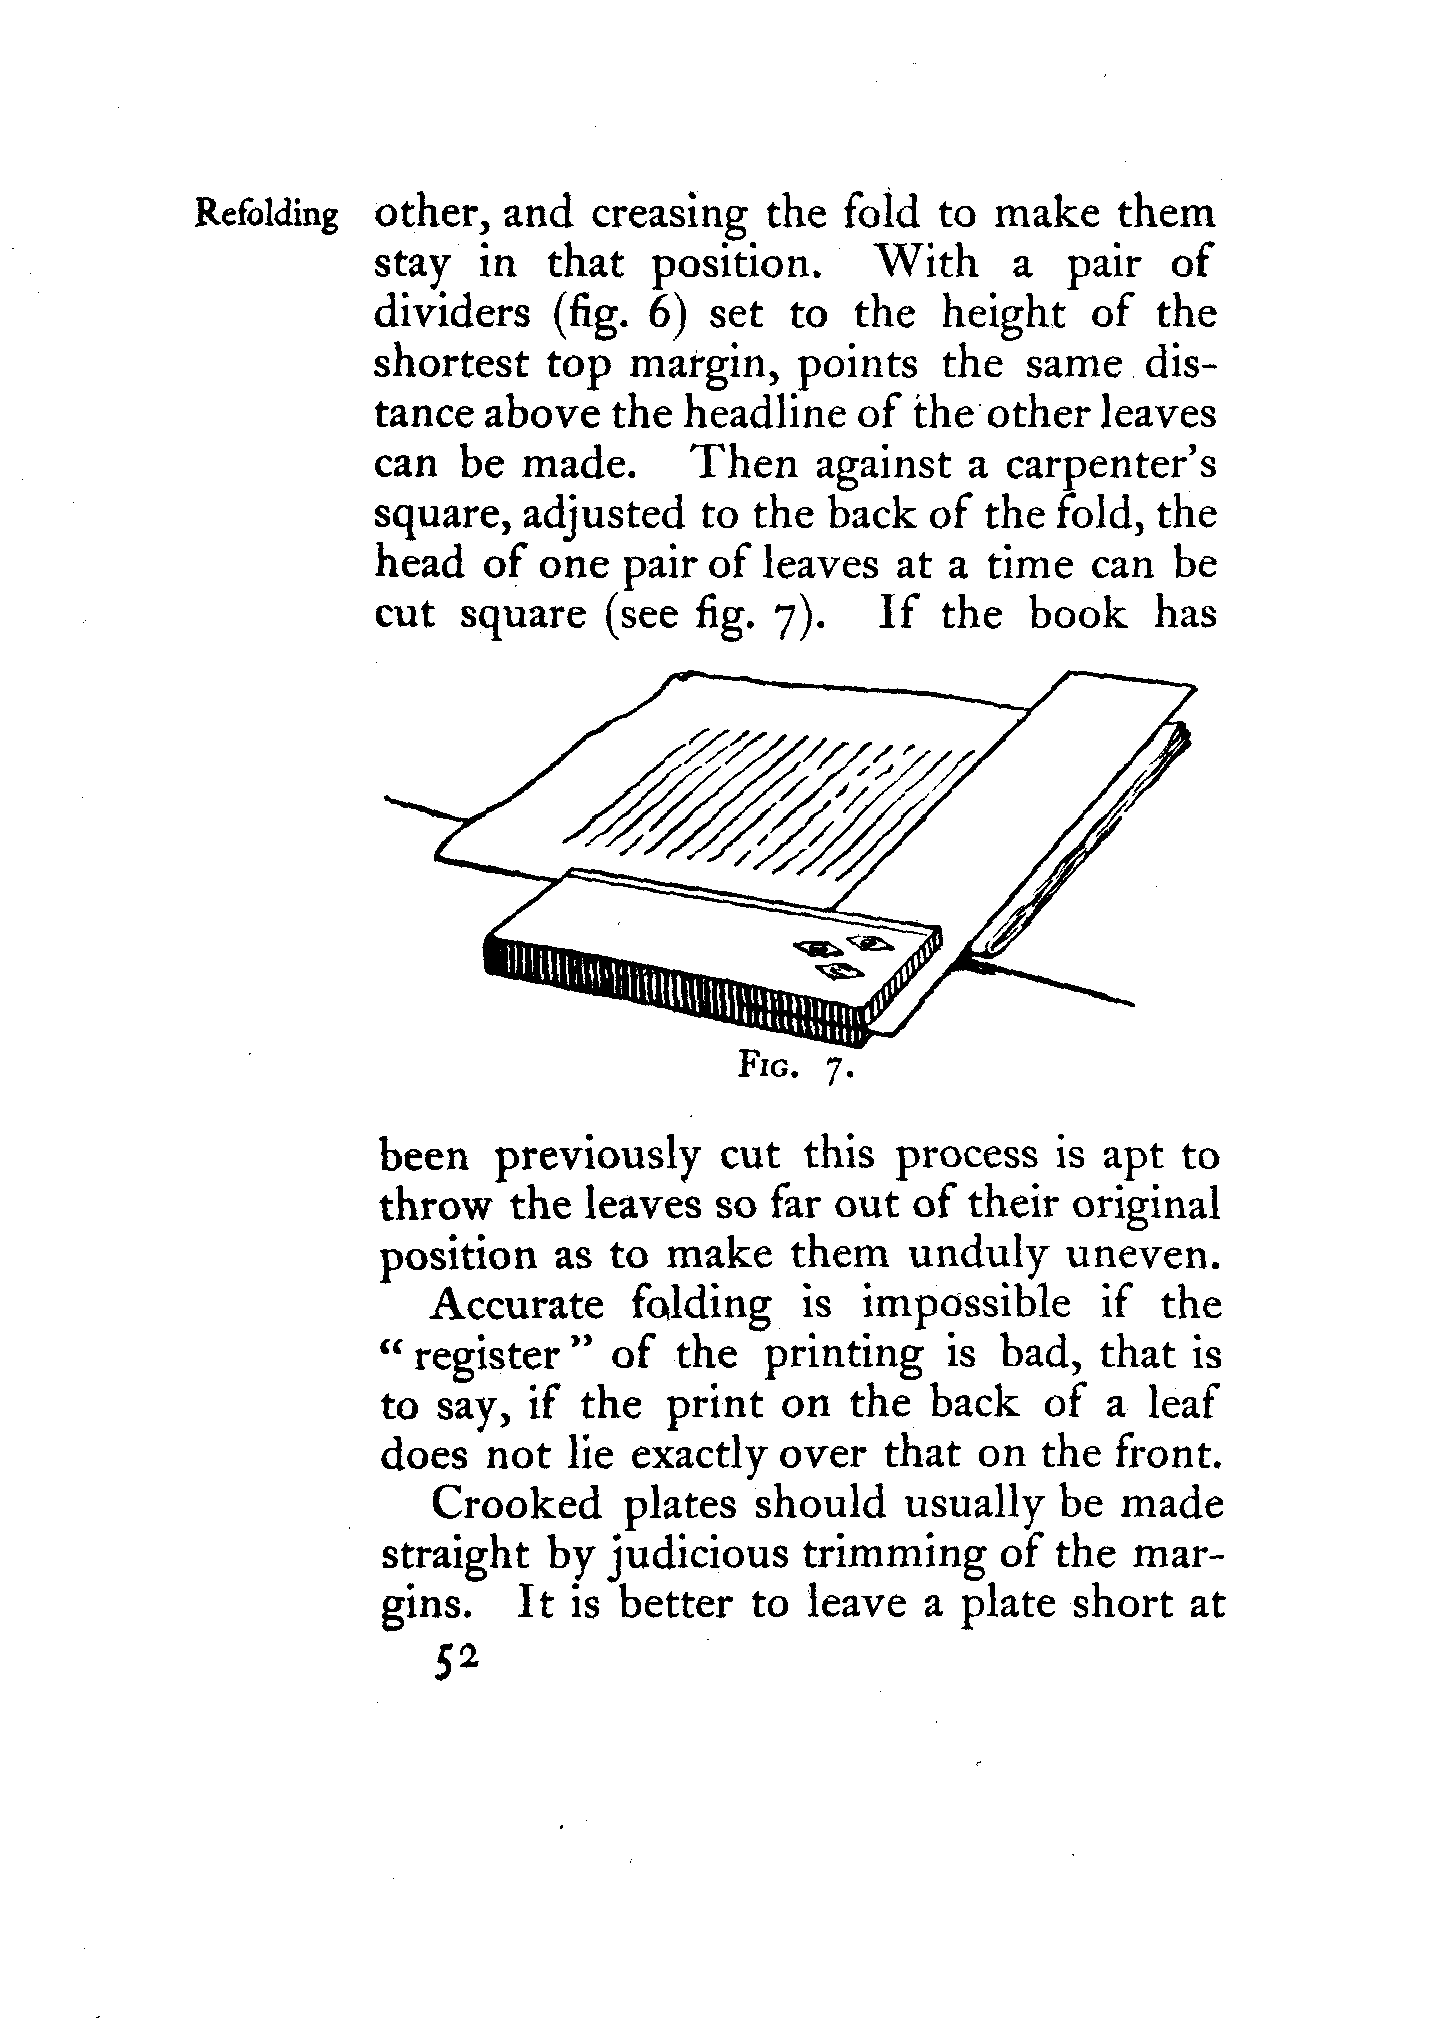 Refolding
other, and creasing the fold to make them
stay in that position. With a pair of
dividers (fig. 6) set to the height of the
shortest top margin, points the same dis-
tance above the headline of the other leaves
can be made. Then against a carpenter's
square, adjusted to the back of the fold, the
head of one pair of leaves at a time can be
cut square (see fig. 7). If the book has
Fig. 7.
been previously cut this process is apt to
throw the leaves so far out of their original
position as to make them unduly uneven.
Accurate folding is impossible if the
“register” of the printing is bad, that is
to say, if the print on the back of a leaf
does not lie exactly over that on the front.
Crooked plates should usually be made
straight by judicious trimming of the mar-
gins. It is better to leave a plate short at
52